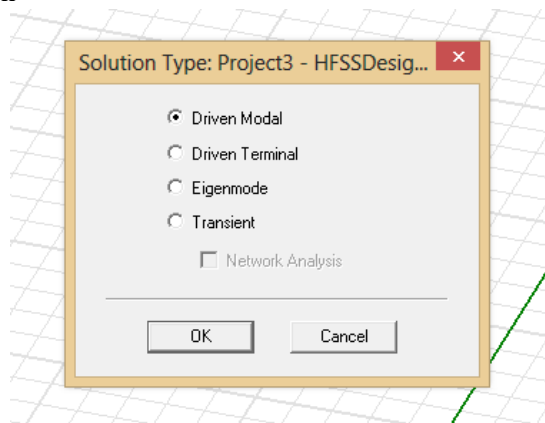 Solution Type: Project3 - HFSSDesig...
Driven Modal
Driven Terminal
Eigenmode
Transient
Network Analysis
OK Cancel